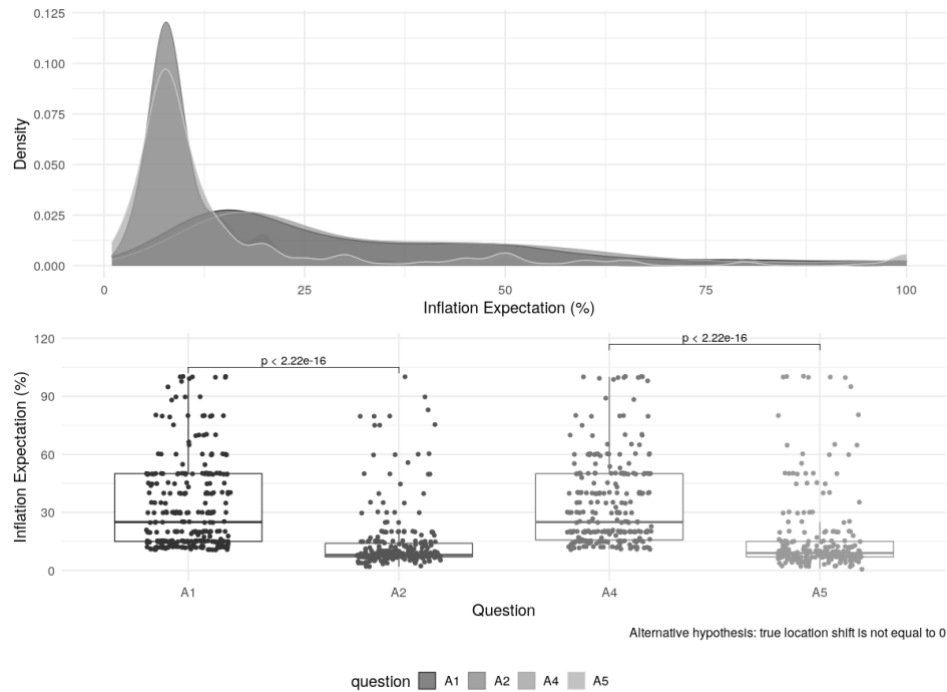 0.125
0.100
0.075
0.050
0.025
0.000
Density
0 25 50 75 100
Inflation Expectation (%)
120
90
60
30
0
Inflation Expectation (%)
p < 2.22e-16
p < 2.22e-16
A1 A2 A4 A5
Question
Alternative hypothesis: true location shift is not equal to 0
question A1 A2 A4 A5